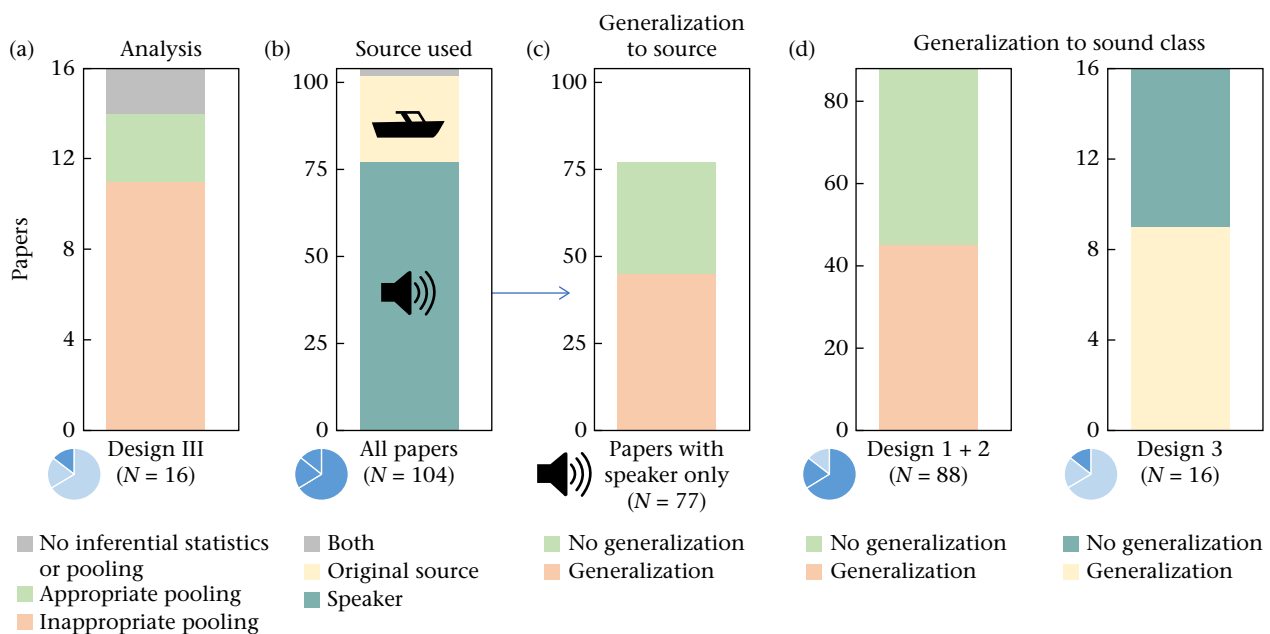 (a)
Analysis
Papers
16
12
8
4
0
Design III
(N = 16)
No inferential statistics
or pooling
Appropriate pooling
Inappropriate pooling
(b)
Source used
100
75
50
25
0
All papers
(N = 104)
Both
Original source
Speaker
(c)
Generalization
to source
100
75
50
25
0
Papers with
speaker only
(N = 77)
No generalization
Generalization
(d)
Generalization to sound class
80
60
40
20
0
Design 1 + 2
(N = 88)
No generalization
Generalization
16
12
8
4
0
Design 3
(N = 16)
No generalization
Generalization